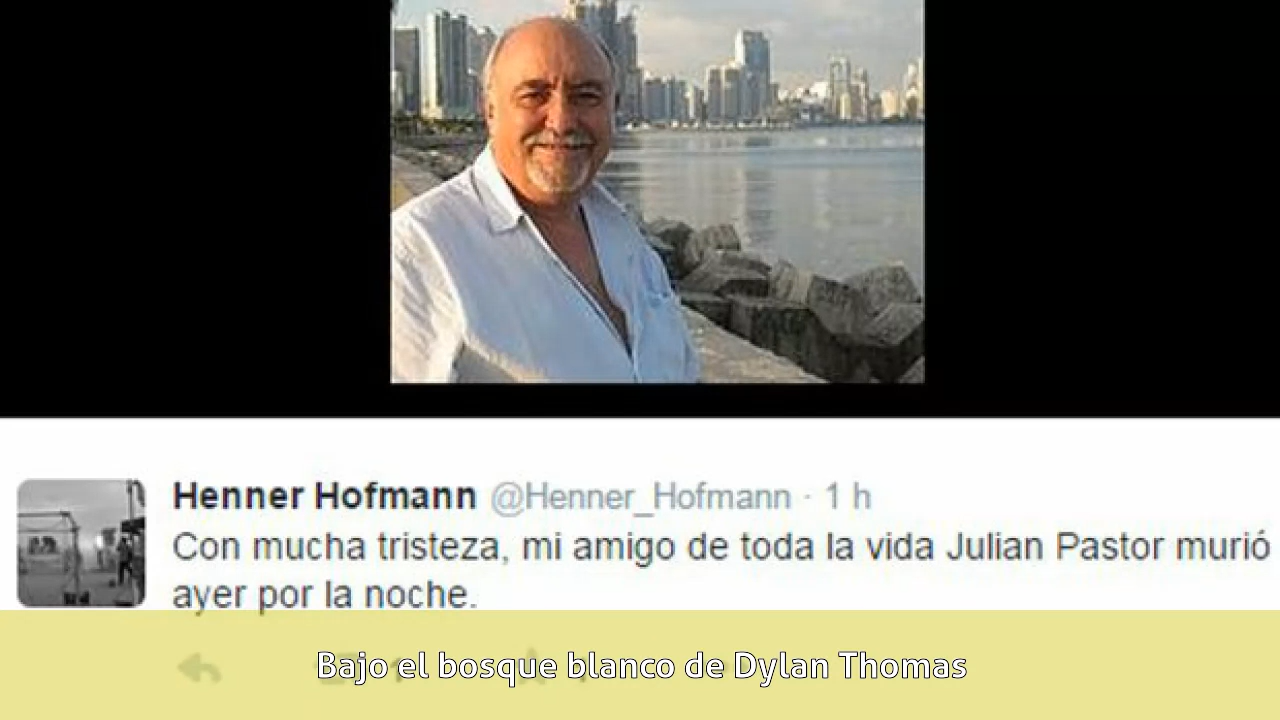 Henner Hofmann @Henner_Hofmann · 1 h
Con mucha tristeza, mi amigo de toda la vida Julian Pastor murió
ayer por la noche.
Bajo el bosque blanco de Dylan Thomas